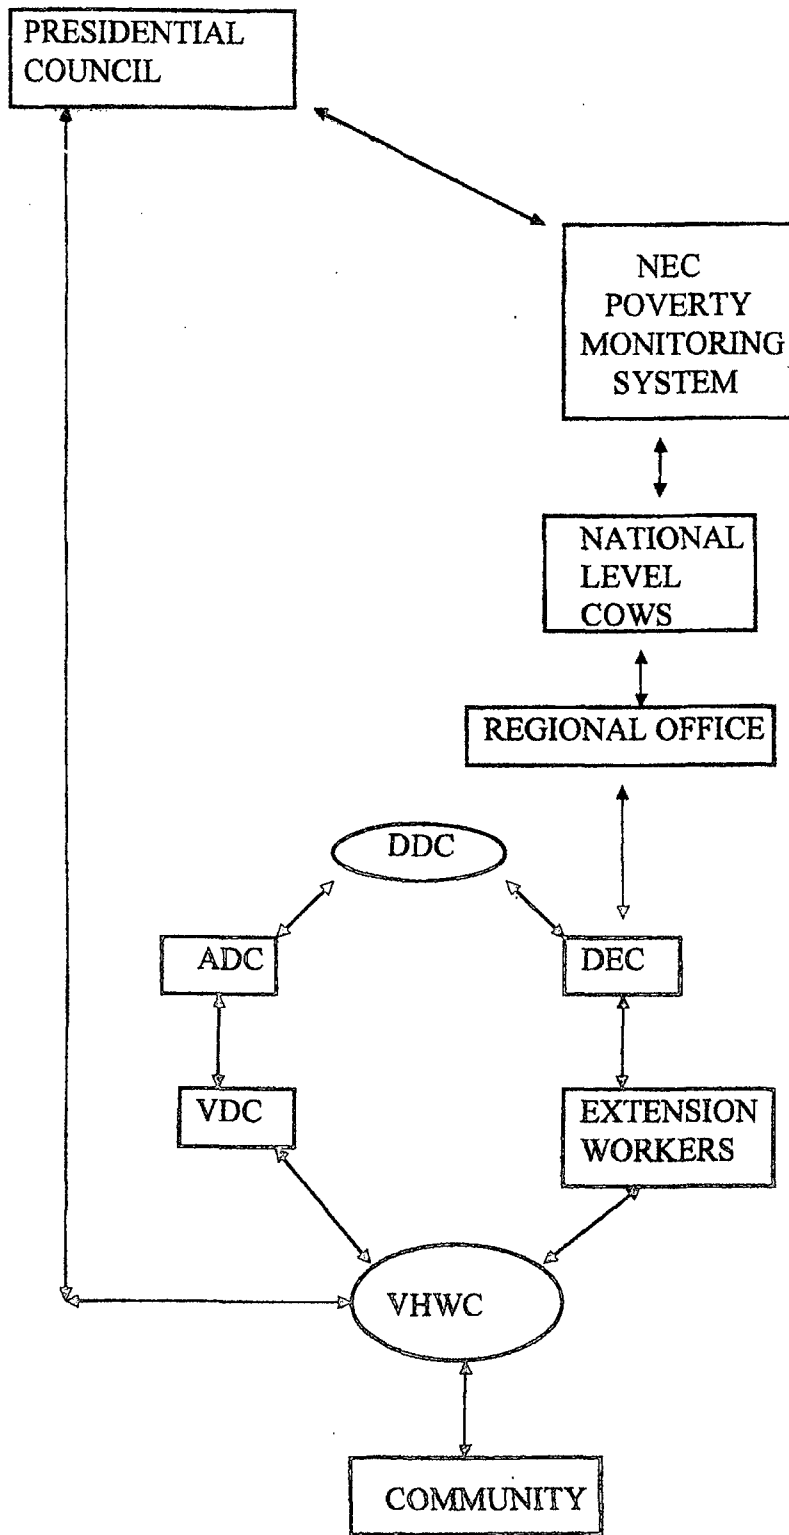 PRESIDENTIAL
COUNCIL
NEC
POVERTY
MONITORING
SYSTEM
NATIONAL
LEVEL
COWS
REGIONAL OFFICE
DDC
ADC
DEC
VDC
EXTENSION
WORKERS
VHWC
COMMUNITY